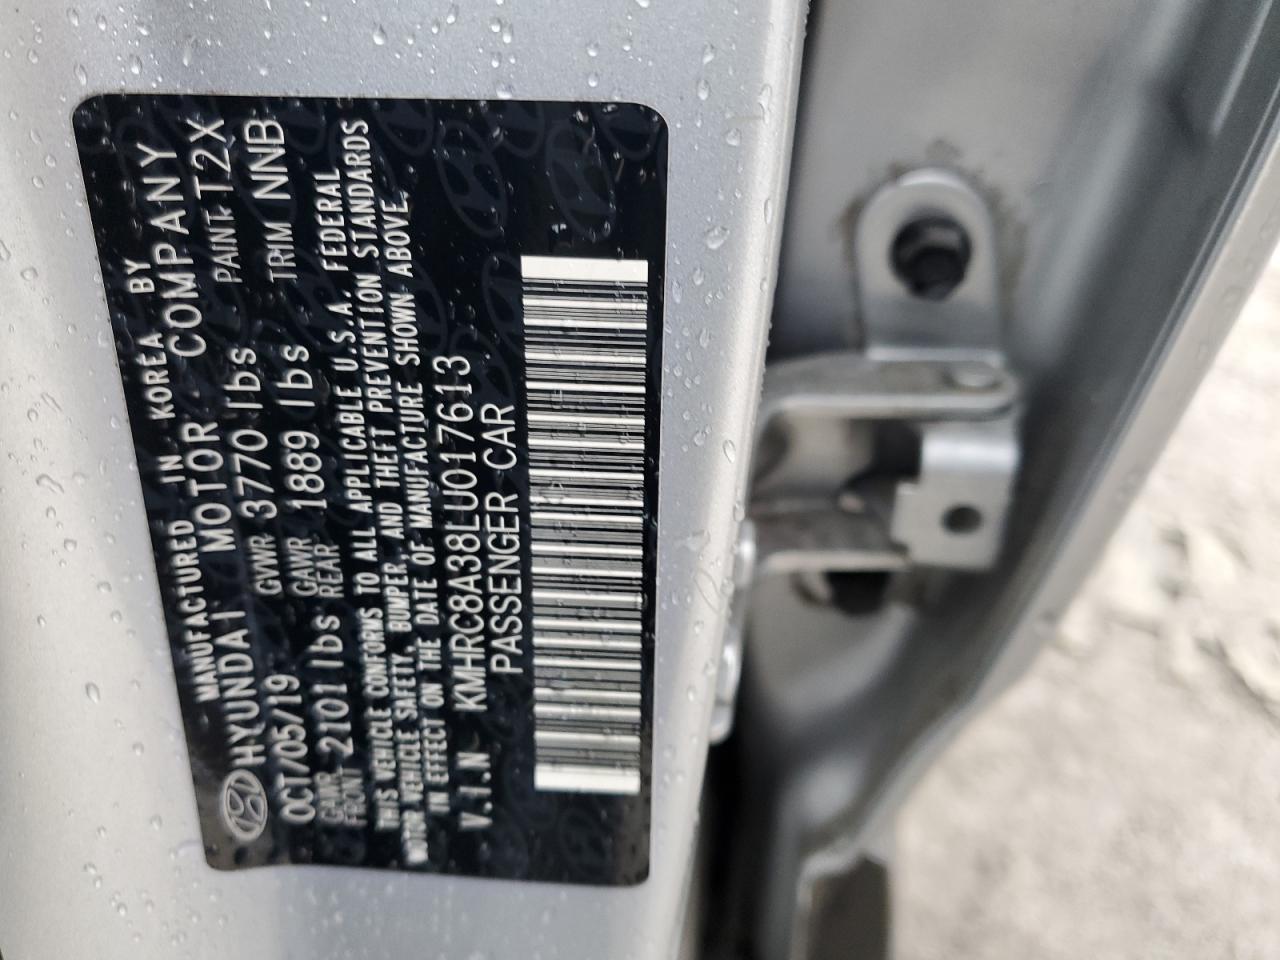 MANUFACTURED IN KOREA BY
HYUNDAI MOTOR COMPANY
OCT/05/19 GVWR 3770 lbs PAINT T2X
GAWR FRONT 2101 lbs GAWR REAR 1889 lbs TRIM NNB
THIS VEHICLE CONFORMS TO ALL APPLICABLE U.S.A. FEDERAL
MOTOR VEHICLE SAFETY, BUMPER, AND THEFT PREVENTION STANDARDS
IN EFFECT ON THE DATE OF MANUFACTURE SHOWN ABOVE.
V.I.N KMHRC8A38LU017613
PASSENGER CAR